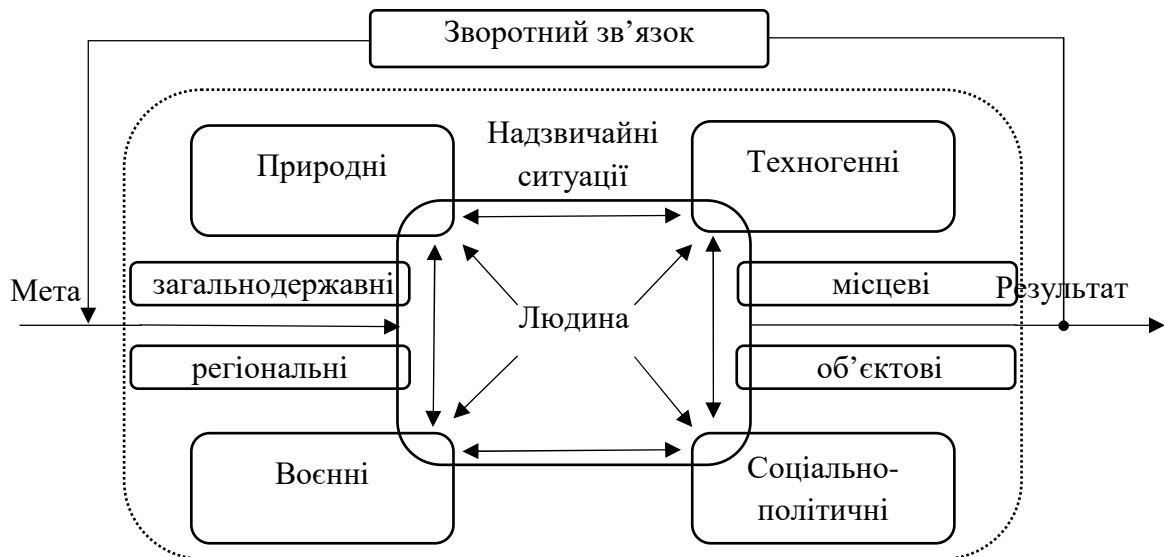 Зворотний зв’язок
Надзвичайні
ситуації
Природні
Техногенні
загальнодержавні
місцеві
Мета
Результат
Людина
регіональні
об’єктові
Воєнні
Соціально-
політичні